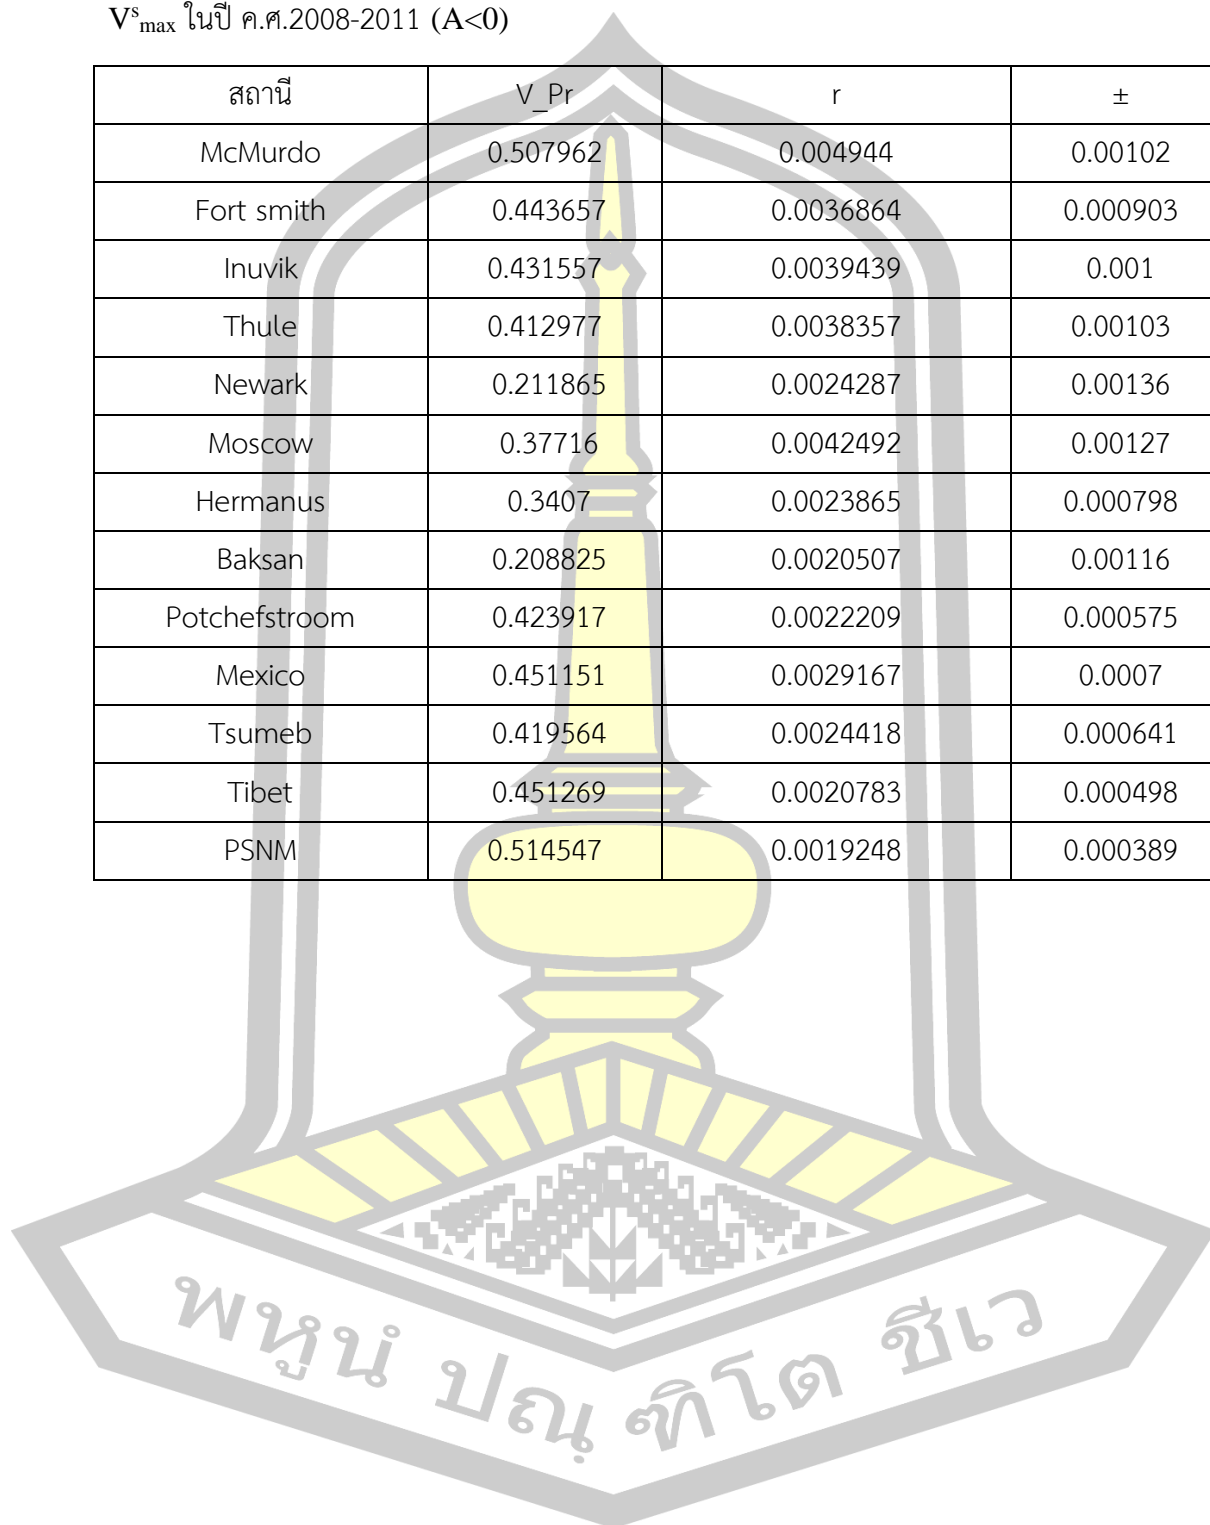 Vˢₘₐₓ ในปี ค.ศ.2008-2011 (A<0)
สถานี V_Pr r ±
McMurdo 0.507962 0.004944 0.00102
Fort smith 0.443657 0.0036864 0.000903
Inuvik 0.431557 0.0039439 0.001
Thule 0.412977 0.0038357 0.00103
Newark 0.211865 0.0024287 0.00136
Moscow 0.37716 0.0042492 0.00127
Hermanus 0.3407 0.0023865 0.000798
Baksan 0.208825 0.0020507 0.00116
Potchefstroom 0.423917 0.0022209 0.000575
Mexico 0.451151 0.0029167 0.0007
Tsumeb 0.419564 0.0024418 0.000641
Tibet 0.451269 0.0020783 0.000498
PSNM 0.514547 0.0019248 0.000389
พหูนํ ปณฺฑิโต ชีเว